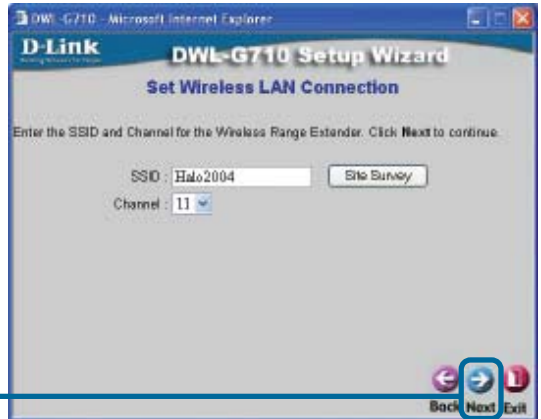 DWL-G710 - Microsoft Internet Explorer
D-Link
DWL-G710 Setup Wizard
Set Wireless LAN Connection
Enter the SSID and Channel for the Wireless Range Extender. Click Next to continue.
SSID : Halo2004 Site Survey
Channel : 11
Back Next Exit